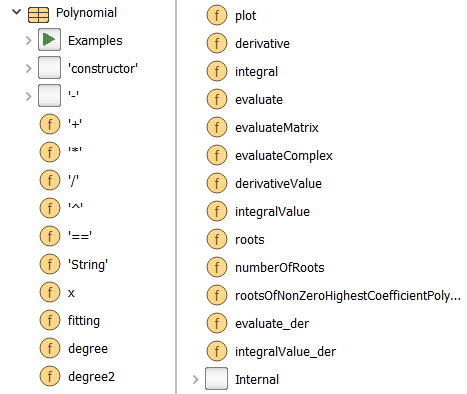 Polynomial
Examples
'constructor'
'-'
f '+'
f '*'
f '/'
f '^'
f '=='
f 'String'
f x
f fitting
f degree
f degree2
f plot
f derivative
f integral
f evaluate
f evaluateMatrix
f evaluateComplex
f derivativeValue
f integralValue
f roots
f numberOfRoots
f rootsOfNonZeroHighestCoefficientPoly...
f evaluate_der
f integralValue_der
Internal